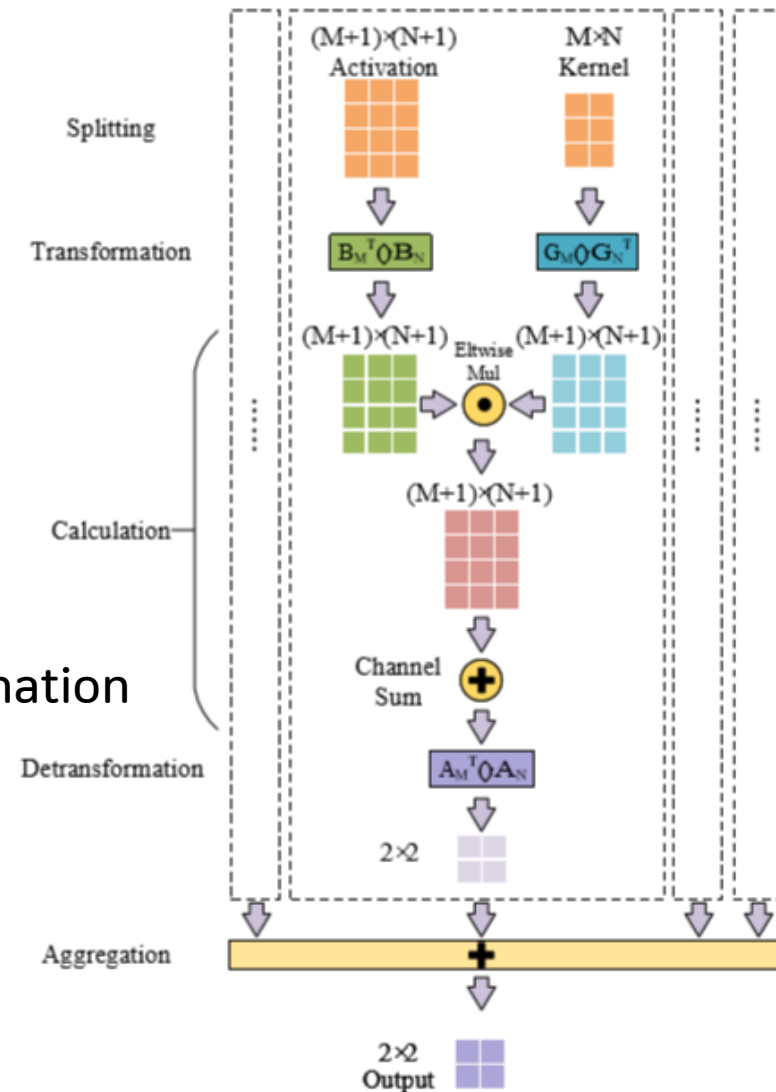 (M+1)×(N+1)
Activation
M×N
Kernel
Splitting
Transformation
B_M^T()B_N
G_M()G_N^T
(M+1)×(N+1)
Eltwise
Mul
(M+1)×(N+1)
......
......
......
(M+1)×(N+1)
Calculation
nation
Channel
Sum
Detransformation
A_M^T()A_N
2×2
Aggregation
2×2
Output